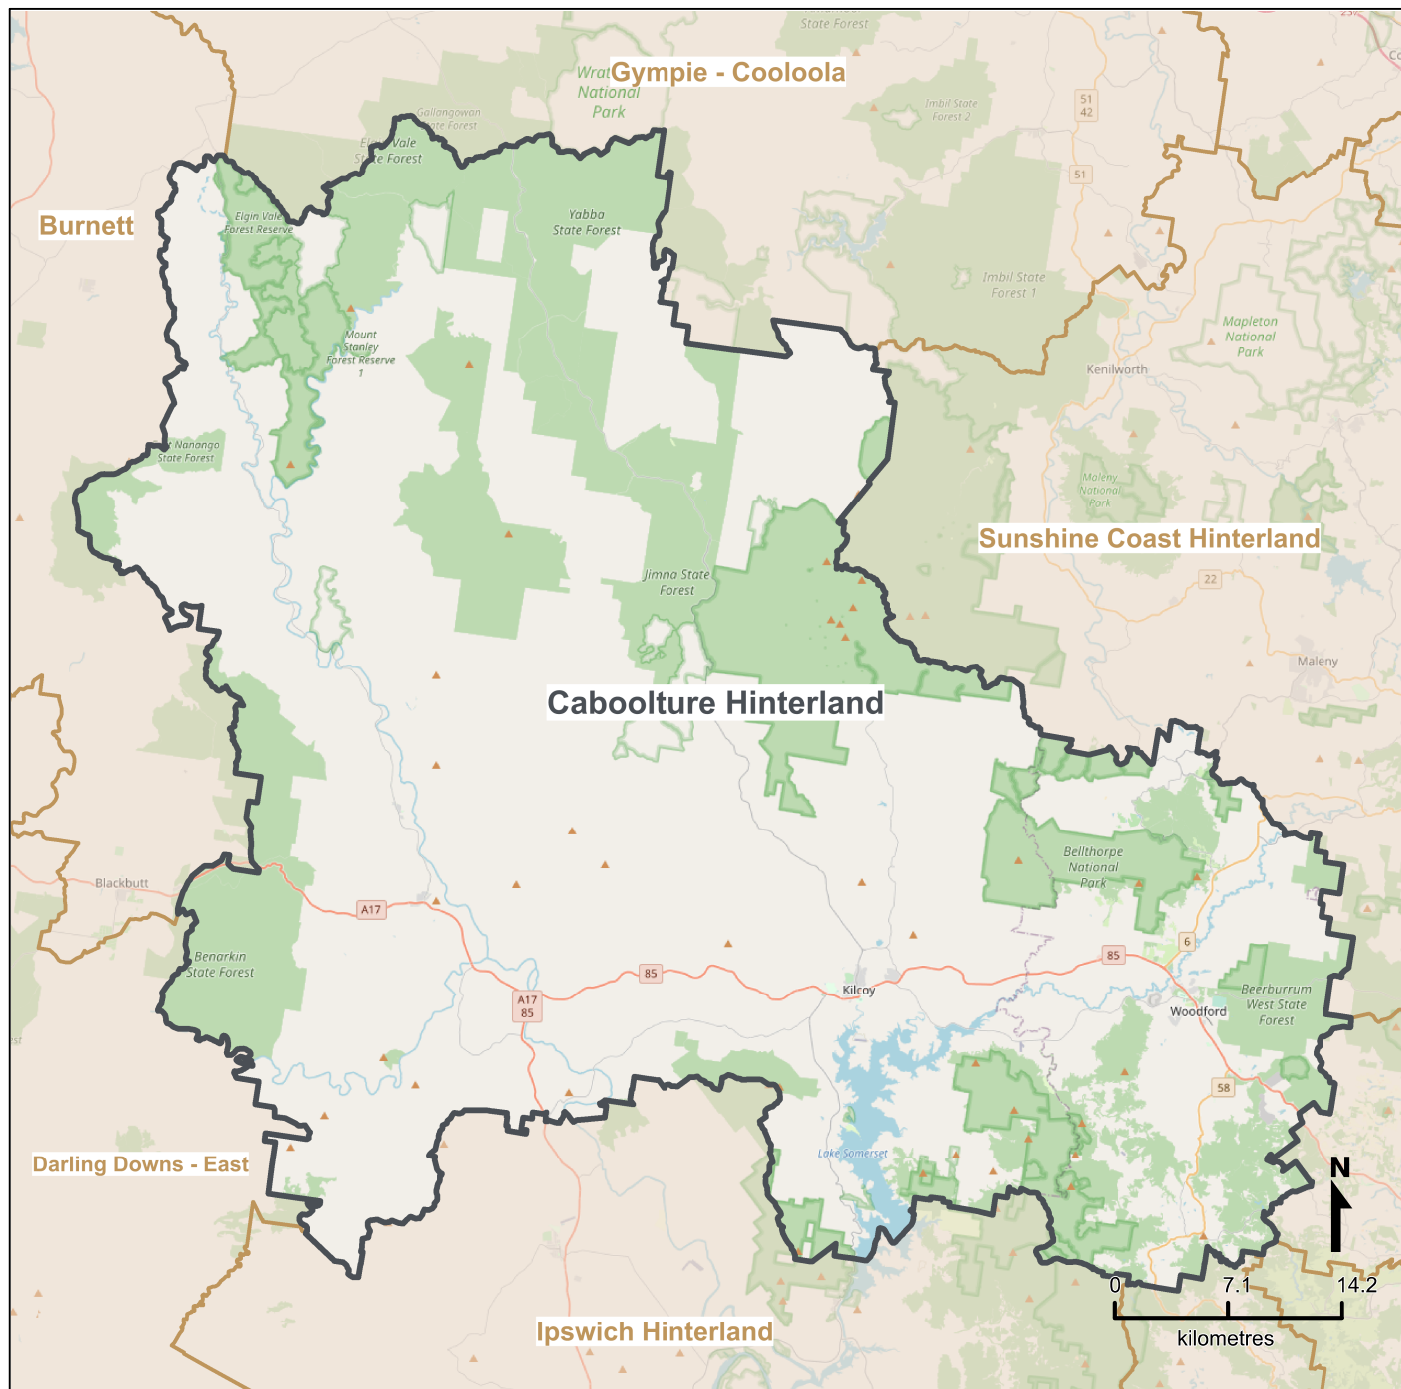 State Forest
Wrat
National
Park
Gympie - Cooloola
Gallangowan
State Forest
Imbil State
Forest 2
51
42
Elgin Vale
State Forest
51
Burnett
Elgin Vale
Forest Reserve
Yabba
State Forest
Imbil State
Forest 1
Mapleton
National
Park
Mount
Stanley
Forest Reserve
1
Kenilworth
Nanango
State Forest
Maleny
National
Park
Sunshine Coast Hinterland
Jimna State
Forest
22
Maleny
Caboolture Hinterland
Bellthorpe
National
Park
Blackbutt
A17
6
85
Benarkin
State Forest
85
A17
85
Kilcoy
Woodford
Beerburrum
West State
Forest
58
Lake Somerset
Darling Downs - East
N
0
7.1
14.2
kilometres
Ipswich Hinterland